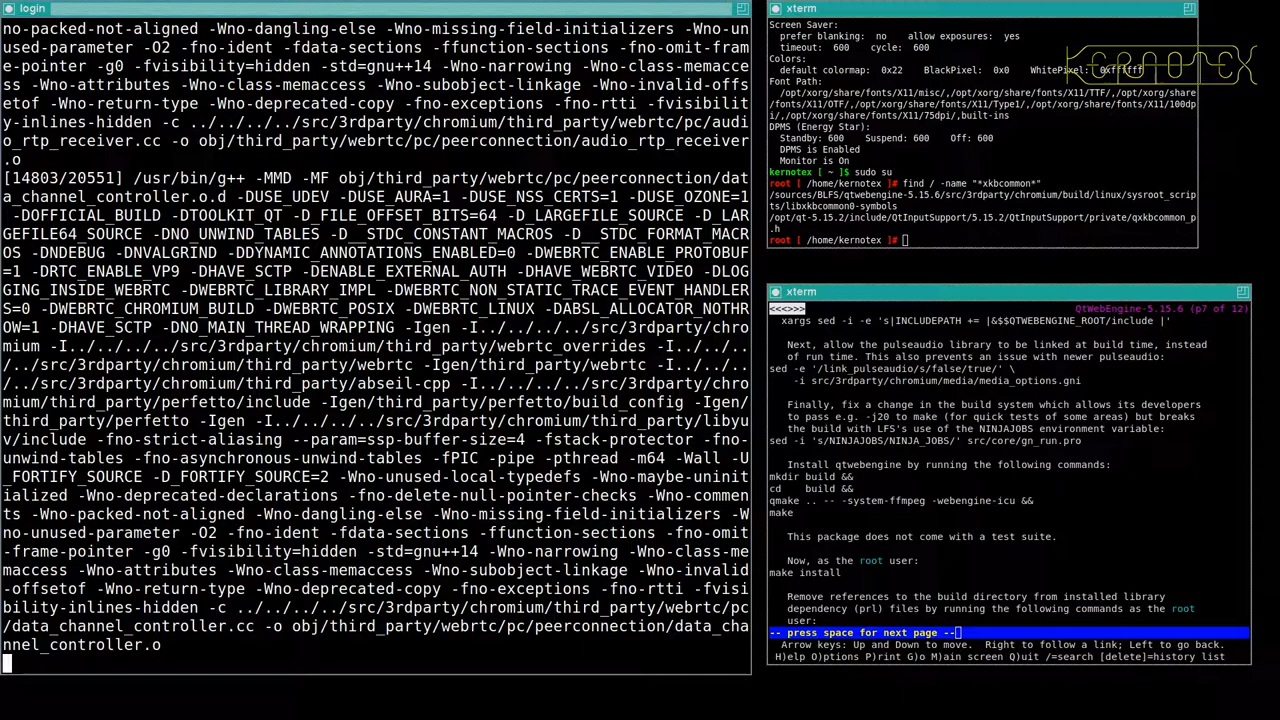 login
no-packed-not-aligned -Wno-dangling-else -Wno-missing-field-initializers -Wno-un
used-parameter -O2 -fno-ident -fdata-sections -ffunction-sections -fno-omit-fram
e-pointer -g0 -fvisibility=hidden -std=gnu++14 -Wno-narrowing -Wno-class-memacce
ss -Wno-attributes -Wno-class-memaccess -Wno-subobject-linkage -Wno-invalid-offs
etof -Wno-return-type -Wno-deprecated-copy -fno-exceptions -fno-rtti -fvisibilit
y-inlines-hidden -c ../../../../src/3rdparty/chromium/third_party/webrtc/pc/audi
o_rtp_receiver.cc -o obj/third_party/webrtc/pc/peerconnection/audio_rtp_receiver
.o
[14803/20551] /usr/bin/g++ -MMD -MF obj/third_party/webrtc/pc/peerconnection/dat
a_channel_controller.o.d -DUSE_UDEV -DUSE_AURA=1 -DUSE_NSS_CERTS=1 -DUSE_OZONE=1
-DOFFICIAL_BUILD -DTOOLKIT_QT -D_FILE_OFFSET_BITS=64 -D_LARGEFILE_SOURCE -D_LAR
GEFILE64_SOURCE -DNO_UNWIND_TABLES -D__STDC_CONSTANT_MACROS -D__STDC_FORMAT_MACR
OS -DNDEBUG -DNVALGRIND -DDYNAMIC_ANNOTATIONS_ENABLED=0 -DWEBRTC_ENABLE_PROTOBUF
=1 -DRTC_ENABLE_VP9 -DHAVE_SCTP -DENABLE_EXTERNAL_AUTH -DHAVE_WEBRTC_VIDEO -DLOG
GING_INSIDE_WEBRTC -DWEBRTC_LIBRARY_IMPL -DWEBRTC_NON_STATIC_TRACE_EVENT_HANDLER
S=0 -DWEBRTC_CHROMIUM_BUILD -DWEBRTC_POSIX -DWEBRTC_LINUX -DABSL_ALLOCATOR_NOTHR
OW=1 -DHAVE_SCTP -DNO_MAIN_THREAD_WRAPPING -Igen -I../../../../src/3rdparty/chro
mium -I../../../../src/3rdparty/chromium/third_party/webrtc_overrides -I../../..
/../src/3rdparty/chromium/third_party/webrtc -Igen/third_party/webrtc -I../../..
/../src/3rdparty/chromium/third_party/abseil-cpp -I../../../../src/3rdparty/chro
mium/third_party/perfetto/include -Igen/third_party/perfetto/build_config -Igen/
third_party/perfetto -I../../../../src/3rdparty/chromium/third_party/libyu
v/include -fno-strict-aliasing --param=ssp-buffer-size=4 -fstack-protector -fno-
unwind-tables -fno-asynchronous-unwind-tables -fPIC -pipe -pthread -m64 -Wall -U
_FORTIFY_SOURCE -D_FORTIFY_SOURCE=2 -Wno-unused-local-typedefs -Wno-maybe-uninit
ialized -Wno-deprecated-declarations -fno-delete-null-pointer-checks -Wno-commen
ts -Wno-packed-not-aligned -Wno-dangling-else -Wno-missing-field-initializers -W
no-unused-parameter -O2 -fno-ident -fdata-sections -ffunction-sections -fno-omit
-frame-pointer -g0 -fvisibility=hidden -std=gnu++14 -Wno-narrowing -Wno-class-me
maccess -Wno-attributes -Wno-class-memaccess -Wno-subobject-linkage -Wno-invalid
-offsetof -Wno-return-type -Wno-deprecated-copy -fno-exceptions -fno-rtti -fvisi
bility-inlines-hidden -c ../../../../src/3rdparty/chromium/third_party/webrtc/pc
/data_channel_controller.cc -o obj/third_party/webrtc/pc/peerconnection/data_cha
nnel_controller.o
xterm
Screen Saver:
prefer blanking: no allow exposures: yes
timeout: 600 cycle: 600
Colors:
default colormap: 0x22 BlackPixel: 0x0 WhitePixel: 0xffffff
KERNOTEX
Font Path:
/opt/xorg/share/fonts/X11/misc/,/opt/xorg/share/fonts/X11/TTF/,/opt/xorg/share/
fonts/X11/OTF/,/opt/xorg/share/fonts/X11/Type1/,/opt/xorg/share/fonts/X11/100dp
i/,/opt/xorg/share/fonts/X11/75dpi/,built-ins
DPMS (Energy Star):
Standby: 600 Suspend: 600 Off: 600
DPMS is Enabled
Monitor is On
kernotex [ ~ ]$ sudo su
root [ /home/kernotex ]# find / -name "*xkbcommon*"
/sources/BLFS/qtwebengine-5.15.6/src/3rdparty/chromium/build/linux/sysroot_scrip
ts/libxkbcommon0-symbols
/opt/qt-5.15.2/include/QtInputSupport/5.15.2/QtInputSupport/private/qxkbcommon_p
.h
root [ /home/kernotex ]#
xterm
<<<>>> QtWebEngine-5.15.6 (p7 of 12)
xargs sed -i -e 's|INCLUDEPATH += |&$$QTWEBENGINE_ROOT/include |'
Next, allow the pulseaudio library to be linked at build time, instead
of run time. This also prevents an issue with newer pulseaudio:
sed -e '/link_pulseaudio/s/false/true/' \
-i src/3rdparty/chromium/media/media_options.gni
Finally, fix a change in the build system which allows its developers
to pass e.g. -j20 to make (for quick tests of some areas) but breaks
the build with LFS's use of the NINJAJOBS environment variable:
sed -i 's/NINJAJOBS/NINJA_JOBS/' src/core/gn_run.pro
Install qtwebengine by running the following commands:
mkdir build &&
cd build &&
qmake .. -- -system-ffmpeg -webengine-icu &&
make
This package does not come with a test suite.
Now, as the root user:
make install
Remove references to the build directory from installed library
dependency (prl) files by running the following commands as the root
user:
-- press space for next page --
Arrow keys: Up and Down to move. Right to follow a link; Left to go back.
H)elp O)ptions P)rint G)o M)ain screen Q)uit /=search [delete]=history list